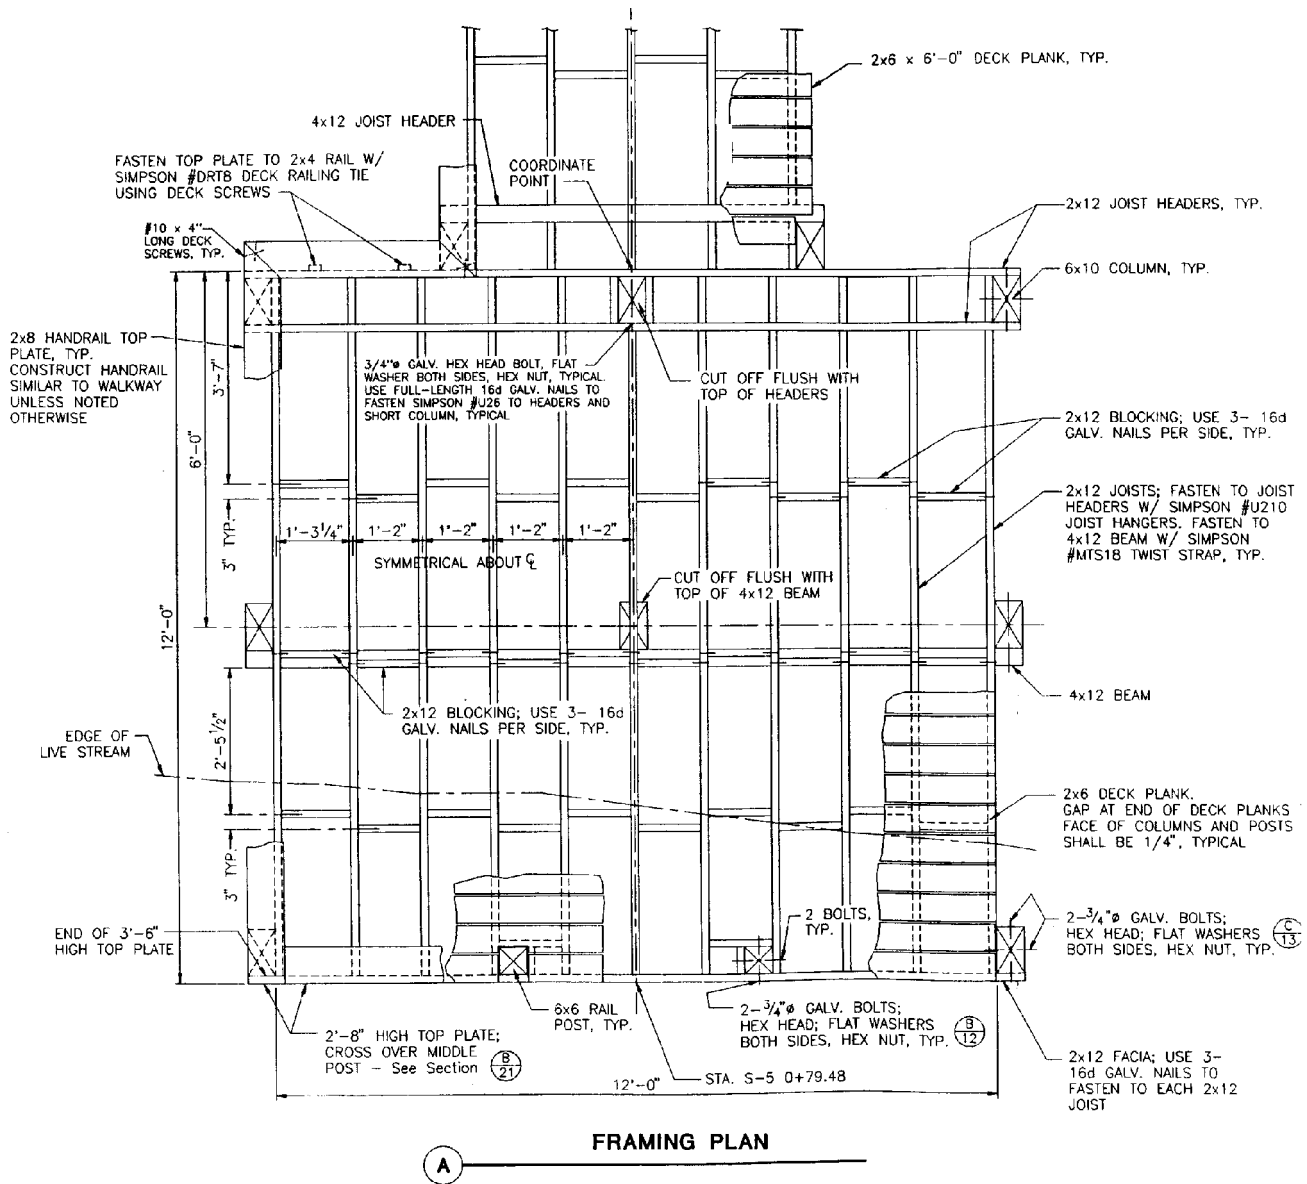 2x6 x 6'-0" DECK PLANK, TYP.
4x12 JOIST HEADER
FASTEN TOP PLATE TO 2x4 RAIL W/
SIMPSON #DRT8 DECK RAILING TIE
USING DECK SCREWS
COORDINATE
POINT
#10 x 4"
LONG DECK
SCREWS, TYP.
2x12 JOIST HEADERS, TYP.
6x10 COLUMN, TYP.
2x8 HANDRAIL TOP
PLATE, TYP.
CONSTRUCT HANDRAIL
SIMILAR TO WALKWAY
UNLESS NOTED
OTHERWISE
3'-7"
6'-0"
12'-0"
3/4"ø GALV. HEX HEAD BOLT, FLAT
WASHER BOTH SIDES, HEX NUT, TYPICAL.
USE FULL-LENGTH 16d GALV. NAILS TO
FASTEN SIMPSON #U26 TO HEADERS AND
SHORT COLUMN, TYPICAL
CUT OFF FLUSH WITH
TOP OF HEADERS
2x12 BLOCKING; USE 3- 16d
GALV. NAILS PER SIDE, TYP.
2x12 JOISTS; FASTEN TO JOIST
HEADERS W/ SIMPSON #U210
JOIST HANGERS. FASTEN TO
4x12 BEAM W/ SIMPSON
#MTS18 TWIST STRAP, TYP.
3" TYP.
1'-3 1/4" 1'-2" 1'-2" 1'-2" 1'-2"
SYMMETRICAL ABOUT ℄
CUT OFF FLUSH WITH
TOP OF 4x12 BEAM
4x12 BEAM
2x12 BLOCKING; USE 3- 16d
GALV. NAILS PER SIDE, TYP.
2'-5 1/2"
EDGE OF
LIVE STREAM
2x6 DECK PLANK.
GAP AT END OF DECK PLANKS
FACE OF COLUMNS AND POSTS
SHALL BE 1/4", TYPICAL
3" TYP.
END OF 3'-6"
HIGH TOP PLATE
2 BOLTS,
TYP.
2-3/4"ø GALV. BOLTS;
HEX HEAD; FLAT WASHERS
BOTH SIDES, HEX NUT, TYP.
C
13
6x6 RAIL
POST, TYP.
2-3/4"ø GALV. BOLTS;
HEX HEAD; FLAT WASHERS
BOTH SIDES, HEX NUT, TYP.
B
12
2'-8" HIGH TOP PLATE;
CROSS OVER MIDDLE
POST - See Section
B
21
2x12 FACIA; USE 3-
16d GALV. NAILS TO
FASTEN TO EACH 2x12
JOIST
12'-0"
STA. S-5 0+79.48
A
FRAMING PLAN